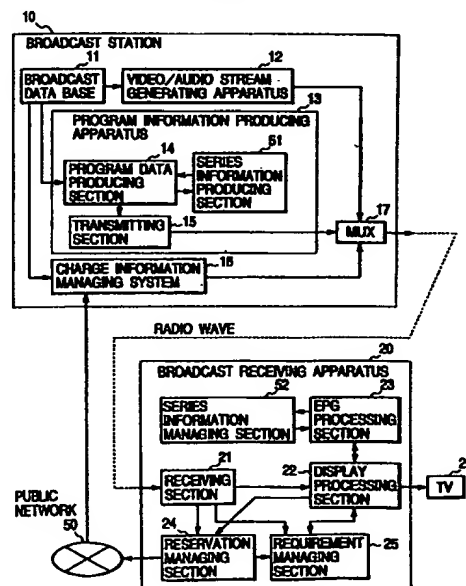 10
BROADCAST STATION
11
12
BROADCAST
DATA BASE
VIDEO/AUDIO STREAM
GENERATING APPARATUS
13
PROGRAM INFORMATION PRODUCING
APPARATUS
14
51
PROGRAM DATA
PRODUCING
SECTION
SERIES
INFORMATION
PRODUCING SECTION
15
17
TRANSMITTING
SECTION
MUX
16
CHARGE INFORMATION
MANAGING SYSTEM
RADIO WAVE
20
BROADCAST RECEIVING APPARATUS
52
23
SERIES
INFORMATION
MANAGING SECTION
EPG
PROCESSING
SECTION
21
22
RECEIVING
SECTION
DISPLAY
PROCESSING
SECTION
2
TV
PUBLIC
NETWORK
50
24
RESERVATION
MANAGING
SECTION
REQUIREMENT
MANAGING
SECTION
25